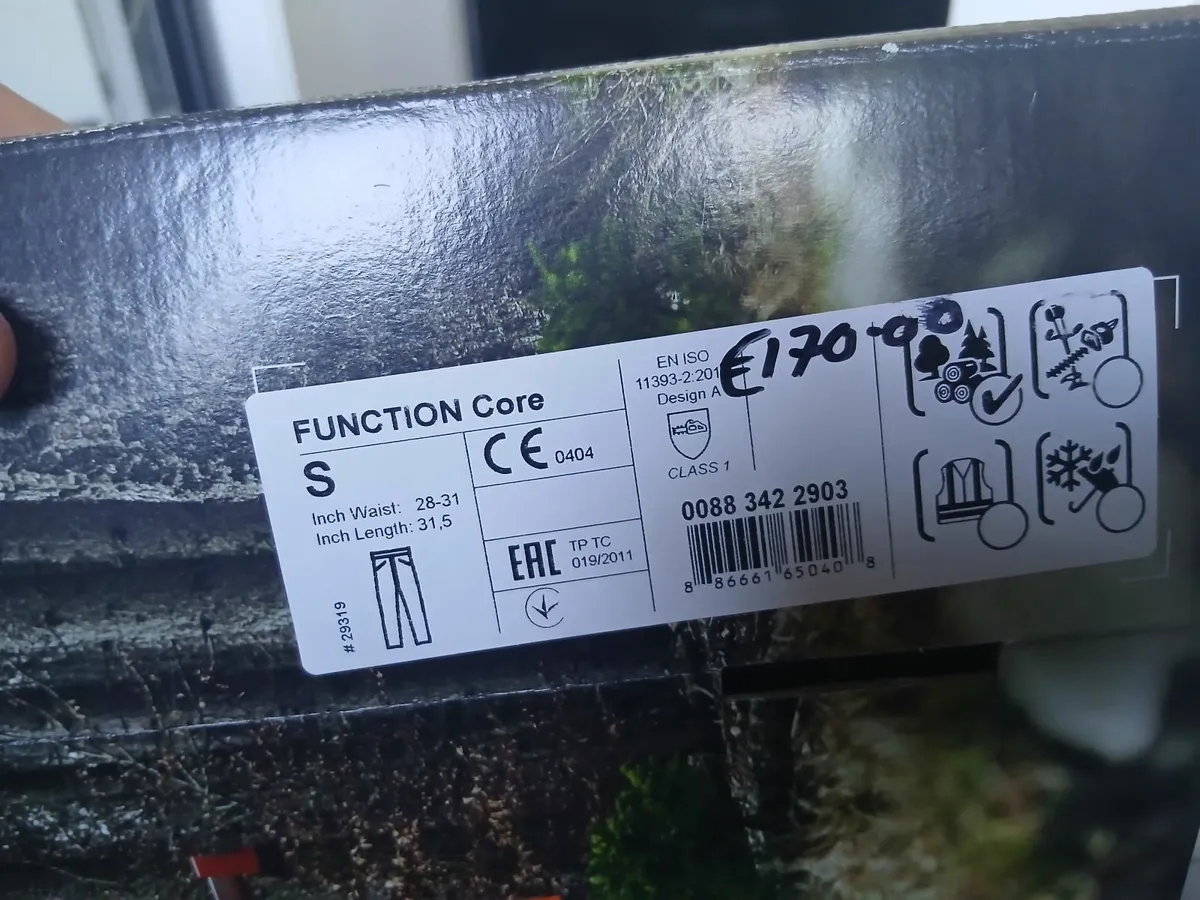 FUNCTION Core
S
Inch Waist: 28-31
Inch Length: 31,5
# 29319
CE 0404
EAC TP TC
019/2011
EN ISO
11393-2:201
Design A
CLASS 1
€170-00
0088 342 2903
8 86661 65040 8